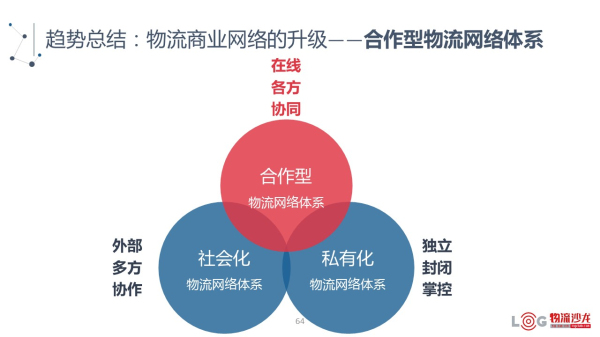 趋势总结：物流商业网络的升级——合作型物流网络体系
在线
各方
协同
合作型
物流网络体系
外部
多方
协作
社会化
物流网络体系
私有化
物流网络体系
独立
封闭
掌控
64
LOG 物流沙龙